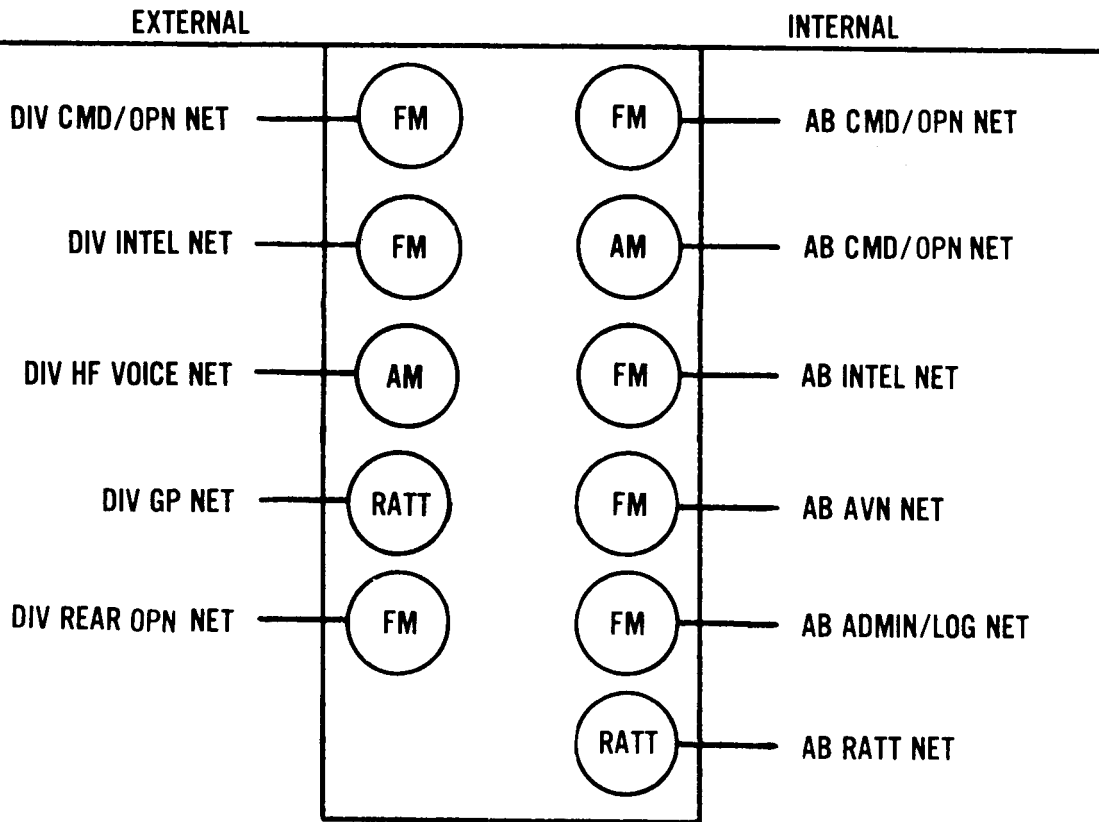 EXTERNAL INTERNAL
DIV CMD/OPN NET FM FM AB CMD/OPN NET
DIV INTEL NET FM AM AB CMD/OPN NET
DIV HF VOICE NET AM FM AB INTEL NET
DIV GP NET RATT FM AB AVN NET
DIV REAR OPN NET FM FM AB ADMIN/LOG NET
RATT AB RATT NET